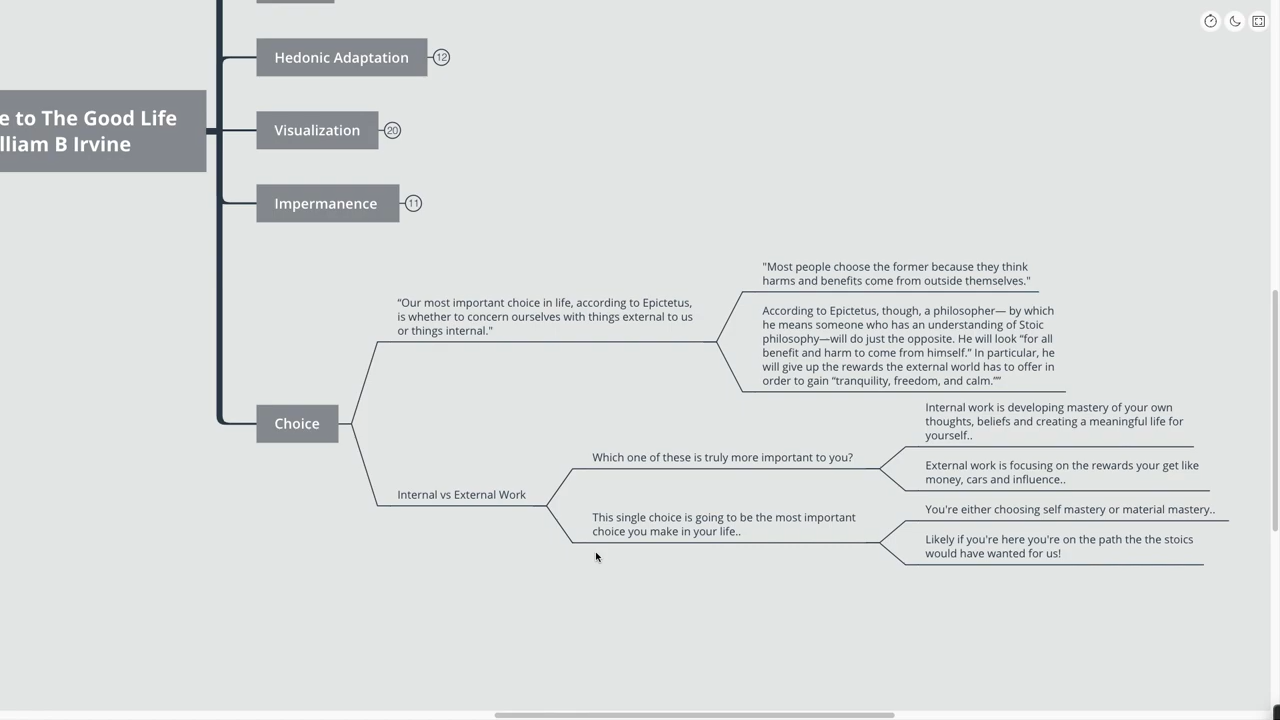 Hedonic Adaptation
12
e to The Good Life
lliam B Irvine
Visualization
20
Impermanence
11
Choice
“Our most important choice in life, according to Epictetus,
is whether to concern ourselves with things external to us
or things internal."
"Most people choose the former because they think
harms and benefits come from outside themselves."
According to Epictetus, though, a philosopher— by which
he means someone who has an understanding of Stoic
philosophy—will do just the opposite. He will look “for all
benefit and harm to come from himself.” In particular, he
will give up the rewards the external world has to offer in
order to gain “tranquility, freedom, and calm.””
Internal vs External Work
Which one of these is truly more important to you?
Internal work is developing mastery of your own
thoughts, beliefs and creating a meaningful life for
yourself..
External work is focusing on the rewards your get like
money, cars and influence..
This single choice is going to be the most important
choice you make in your life..
You're either choosing self mastery or material mastery..
Likely if you're here you're on the path the the stoics
would have wanted for us!